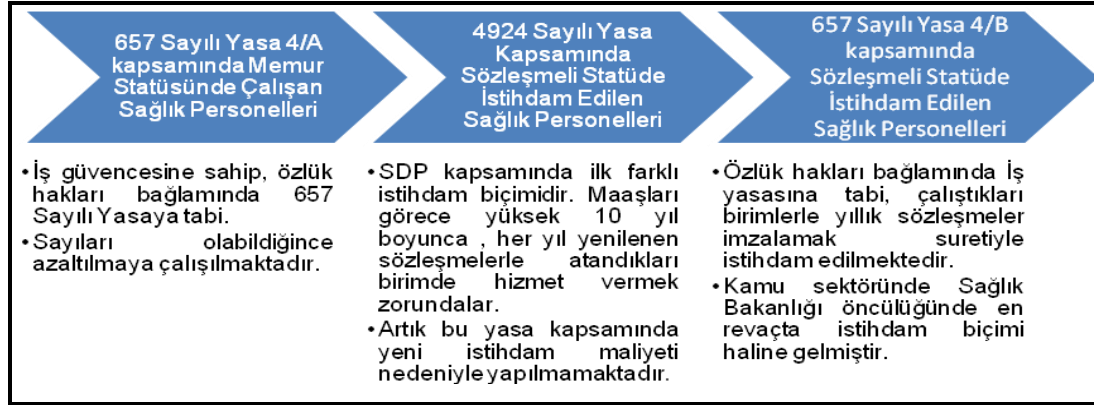 657 Sayılı Yasa 4/A
kapsamında Memur
Statüsünde Çalışan
Sağlık Personelleri
•İş güvencesine sahip, özlük
hakları bağlamında 657
Sayılı Yasaya tabi.
•Sayıları olabildiğince
azaltılmaya çalışılmaktadır.
4924 Sayılı Yasa
Kapsamında
Sözleşmeli Statüde
İstihdam Edilen
Sağlık Personelleri
•SDP kapsamında ilk farklı
istihdam biçimidir. Maaşları
görece yüksek 10 yıl
boyunca , her yıl yenilenen
sözleşmelerle atandıkları
birimde hizmet vermek
zorundalar.
•Artık bu yasa kapsamında
yeni istihdam maliyeti
nedeniyle yapılmamaktadır.
657 Sayılı Yasa 4/B
kapsamında
Sözleşmeli Statüde
İstihdam Edilen
Sağlık Personelleri
•Özlük hakları bağlamında İş
yasasına tabi, çalıştıkları
birimlerle yıllık sözleşmeler
imzalamak suretiyle
istihdam edilmektedir.
•Kamu sektöründe Sağlık
Bakanlığı öncülüğünde en
revaçta istihdam biçimi
haline gelmiştir.